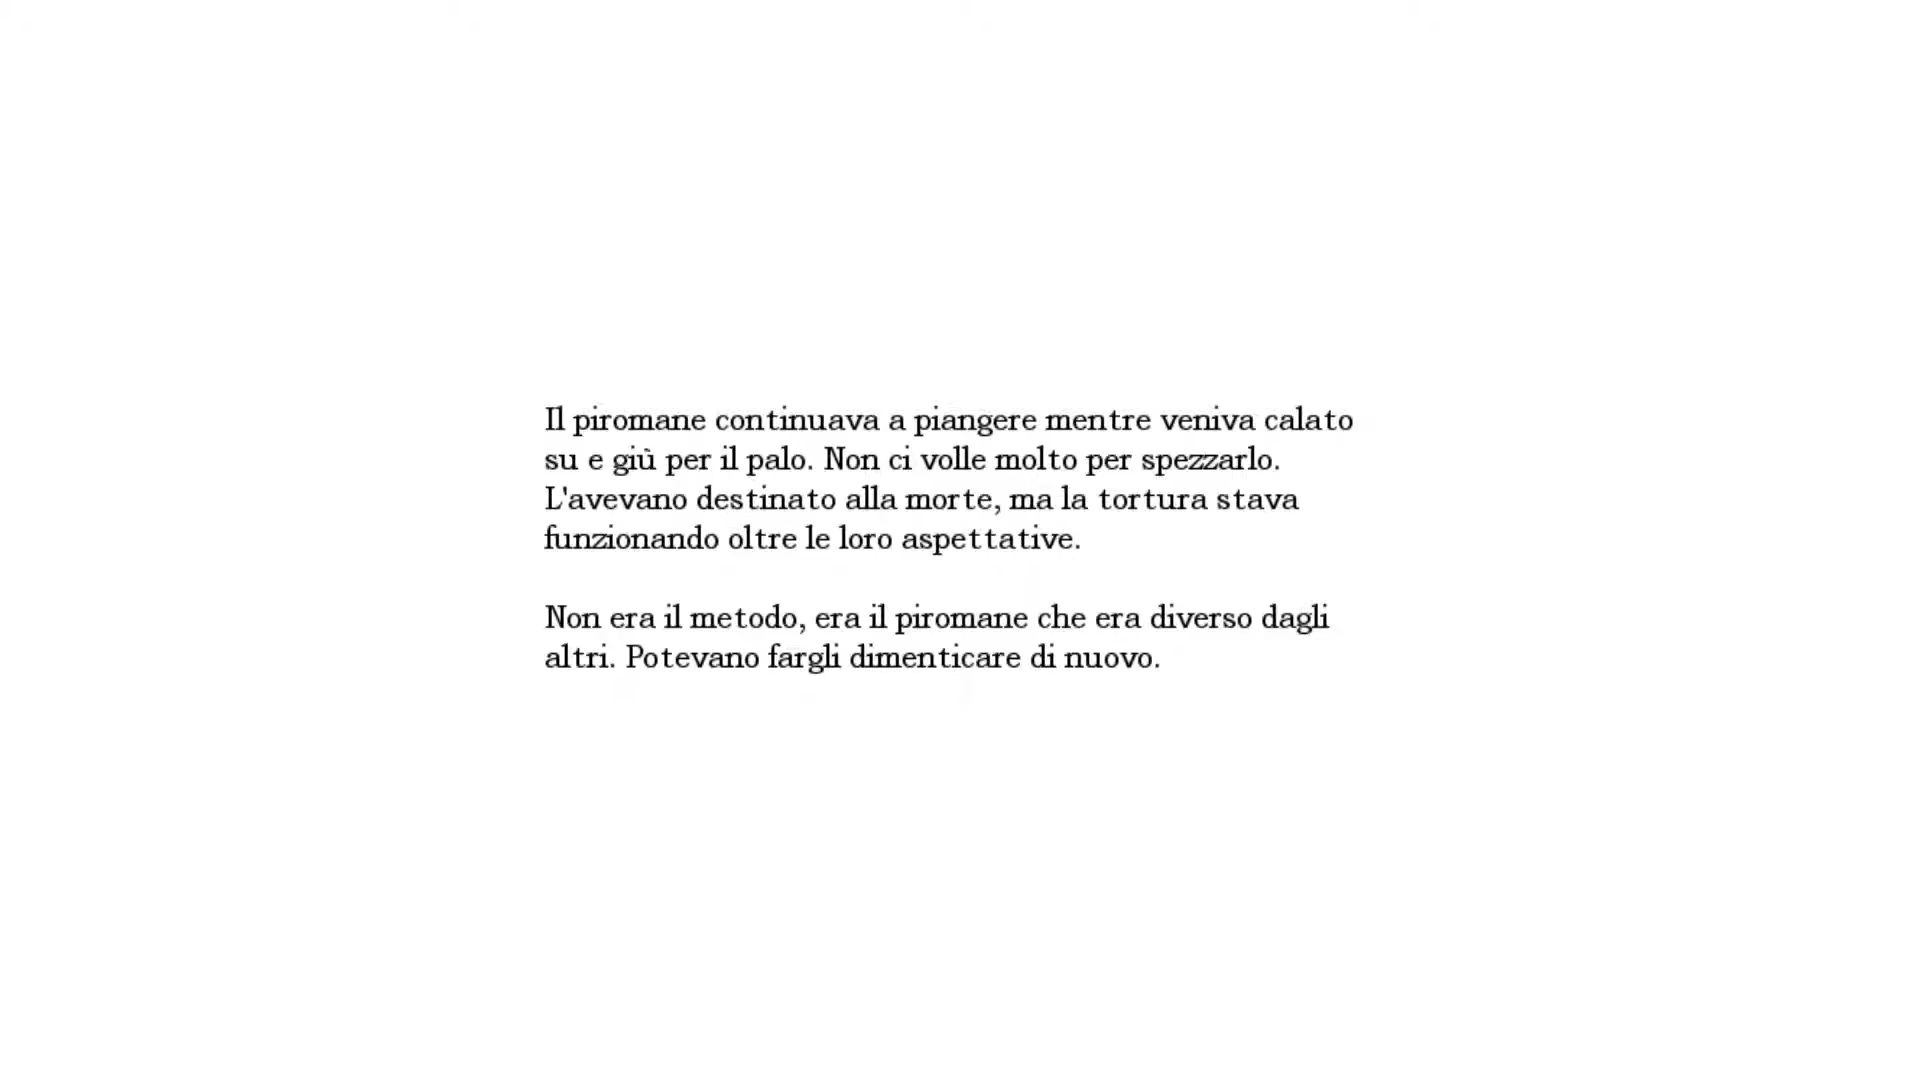 Il piromane continuava a piangere mentre veniva calato
su e giù per il palo. Non ci volle molto per spezzarlo.
L'avevano destinato alla morte, ma la tortura stava
funzionando oltre le loro aspettative.
Non era il metodo, era il piromane che era diverso dagli
altri. Potevano fargli dimenticare di nuovo.